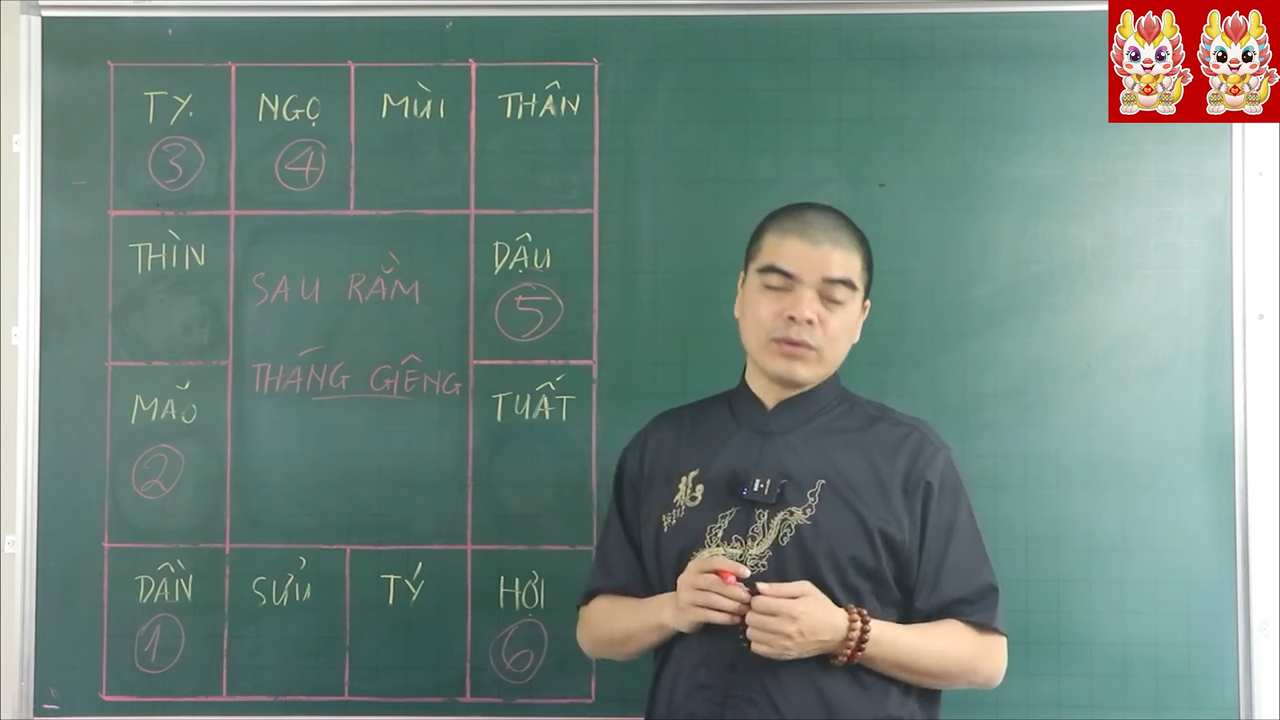 TỴ. NGỌ MÙI THÂN
3 4
THÌN DẬU
5
SAU RẰM
THÁNG GIÊNG
MÃO TUẤT
2
DẦN SỬU TÝ HỢI
1 6